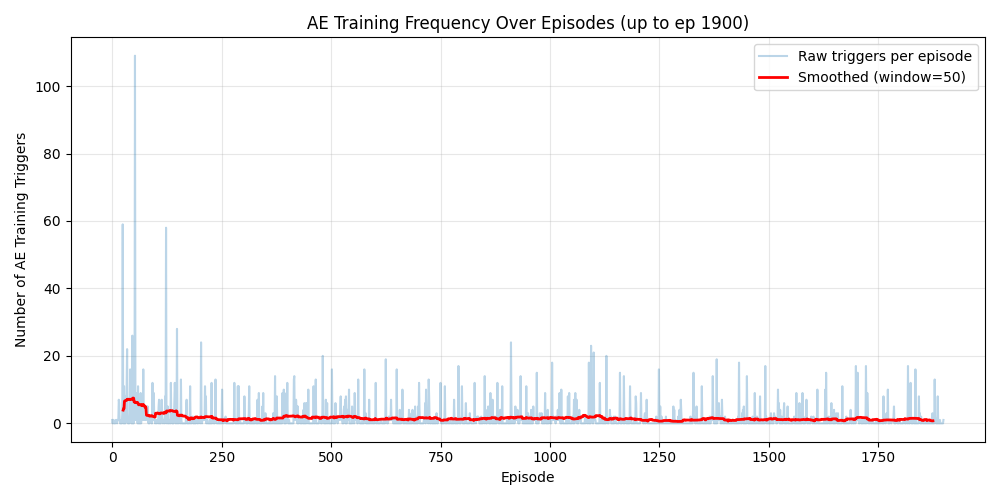 AE Training Frequency Over Episodes (up to ep 1900)
Raw triggers per episode
Smoothed (window=50)
Number of AE Training Triggers
100
80
60
40
20
0
0 250 500 750 1000 1250 1500 1750
Episode